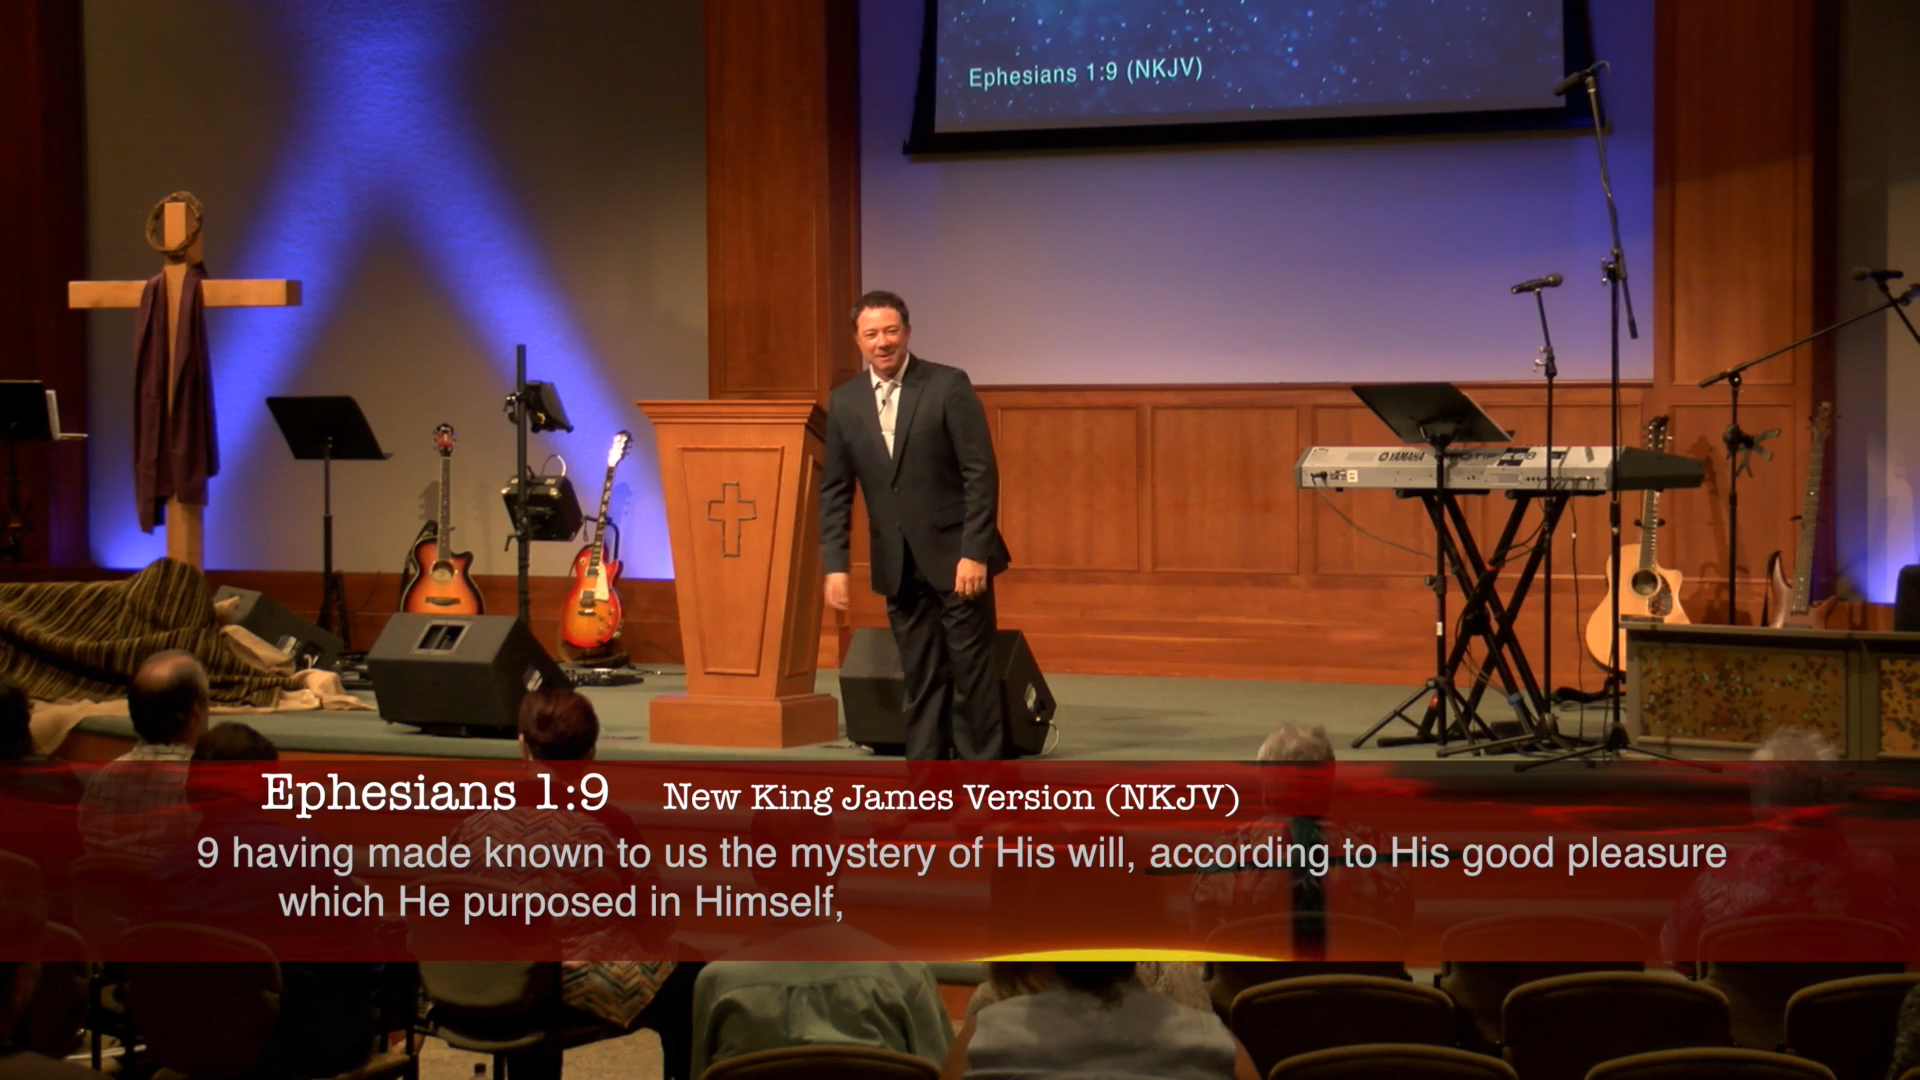 Ephesians 1:9 (NKJV)
YAMAHA
Ephesians 1:9 New King James Version (NKJV)
9 having made known to us the mystery of His will, according to His good pleasure
which He purposed in Himself,